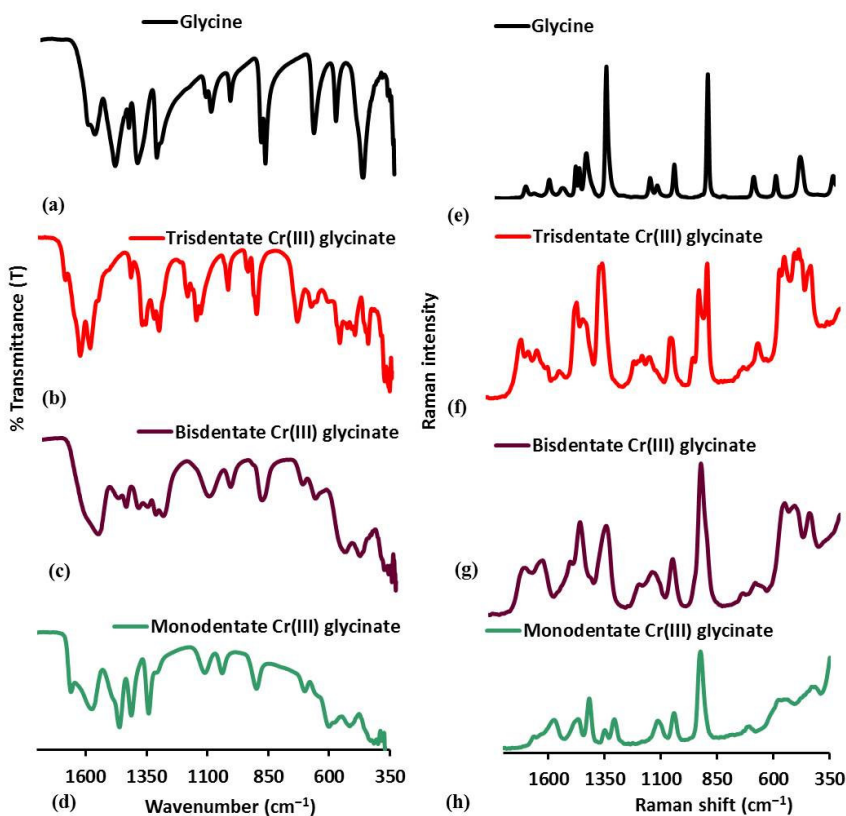 Glycine
(a)
Trisdentate Cr(III) glycinate
(b)
Bisdentate Cr(III) glycinate
(c)
Monodentate Cr(III) glycinate
(d)
% Transmittance (T)
1600 1350 1100 850 600 350
Wavenumber (cm⁻¹)
Glycine
(e)
Trisdentate Cr(III) glycinate
(f)
Bisdentate Cr(III) glycinate
(g)
Monodentate Cr(III) glycinate
(h)
Raman intensity
1600 1350 1100 850 600 350
Raman shift (cm⁻¹)